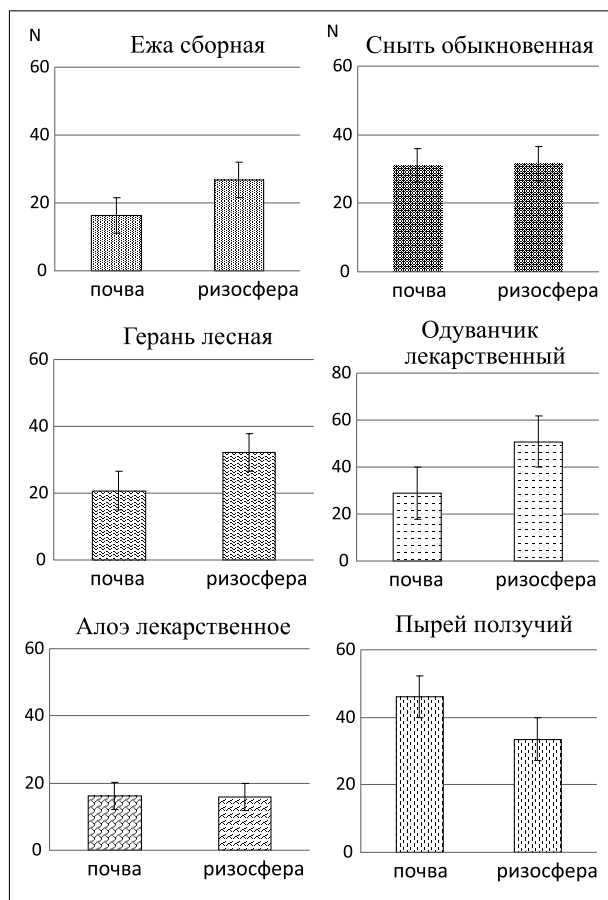 N
Ежа сборная
60
40
20
0
почва
ризосфера
N
Сныть обыкновенная
60
40
20
0
почва
ризосфера
Герань лесная
60
40
20
0
почва
ризосфера
Одуванчик
лекарственный
80
60
40
20
0
почва
ризосфера
Алоэ лекарственное
60
40
20
0
почва
ризосфера
Пырей ползучий
60
40
20
0
почва
ризосфера